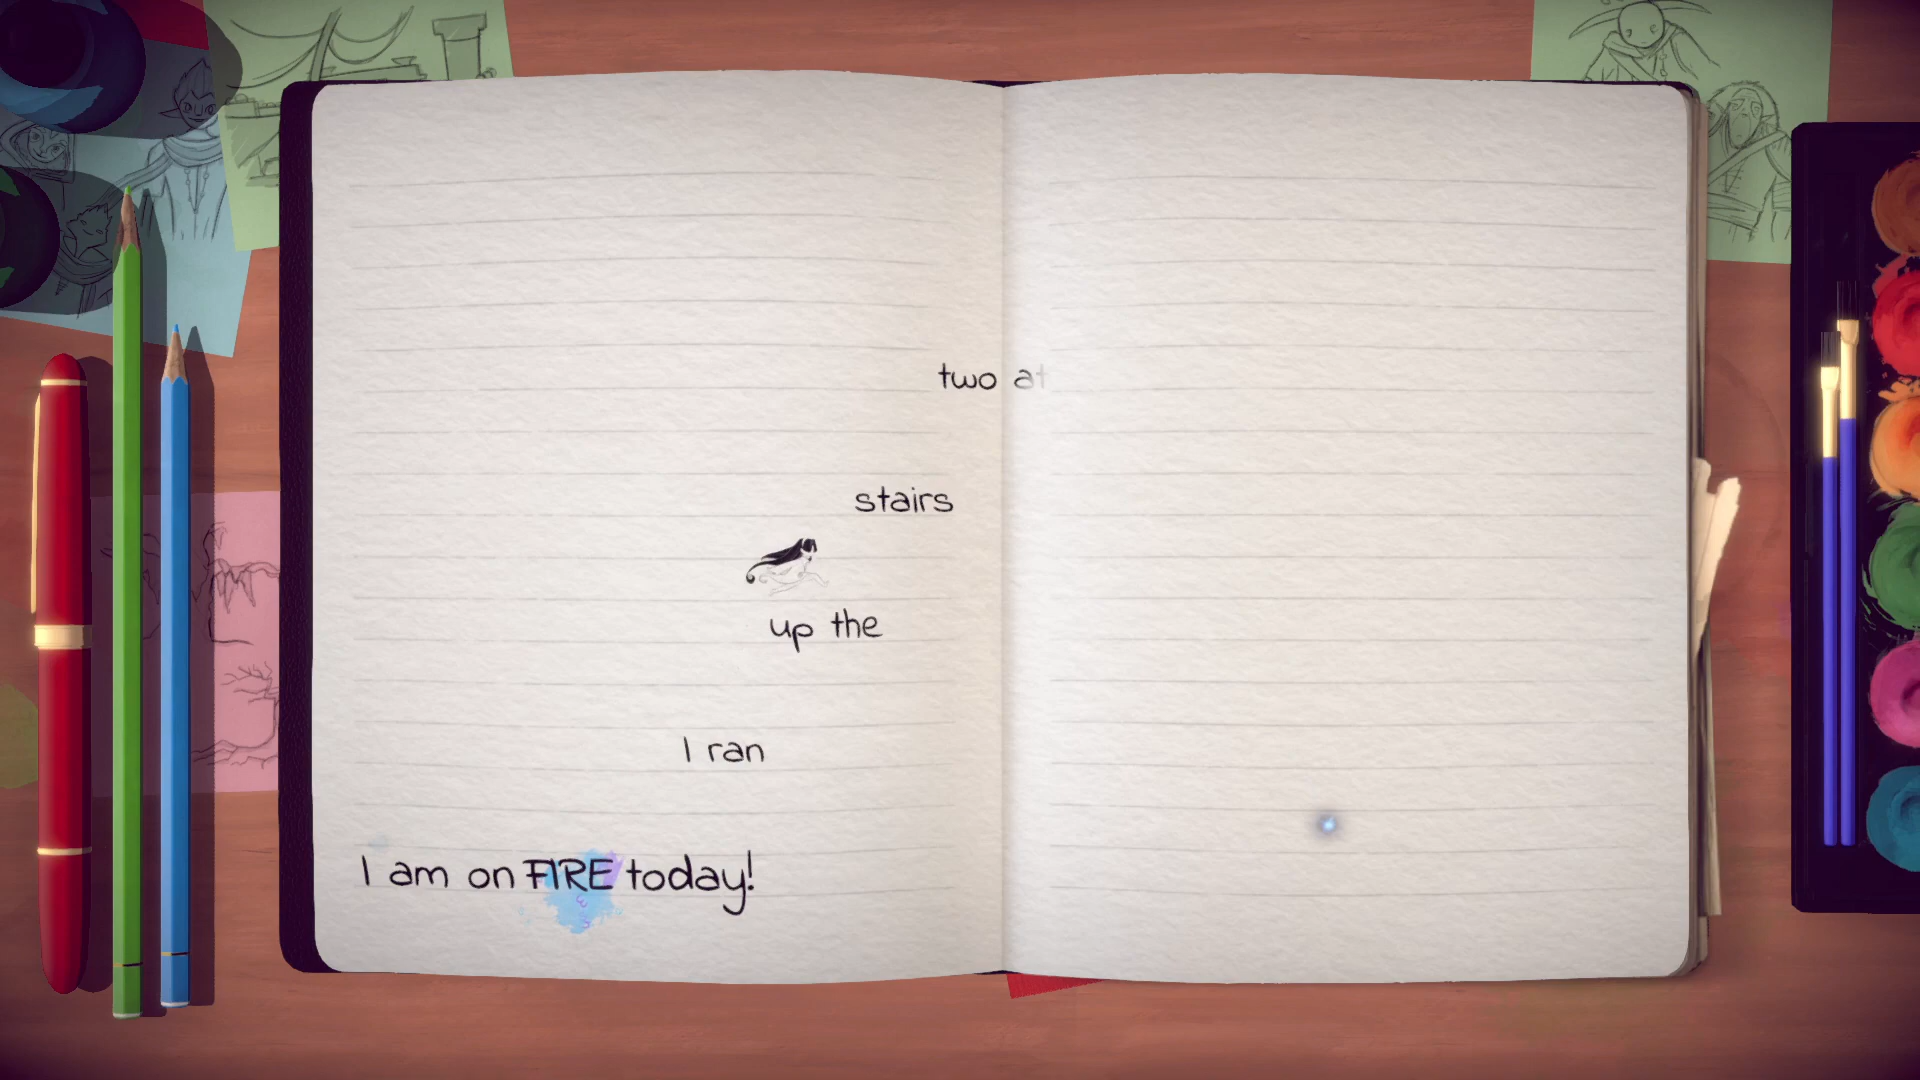 I am on FIRE today!
I ran
up the
stairs
two at